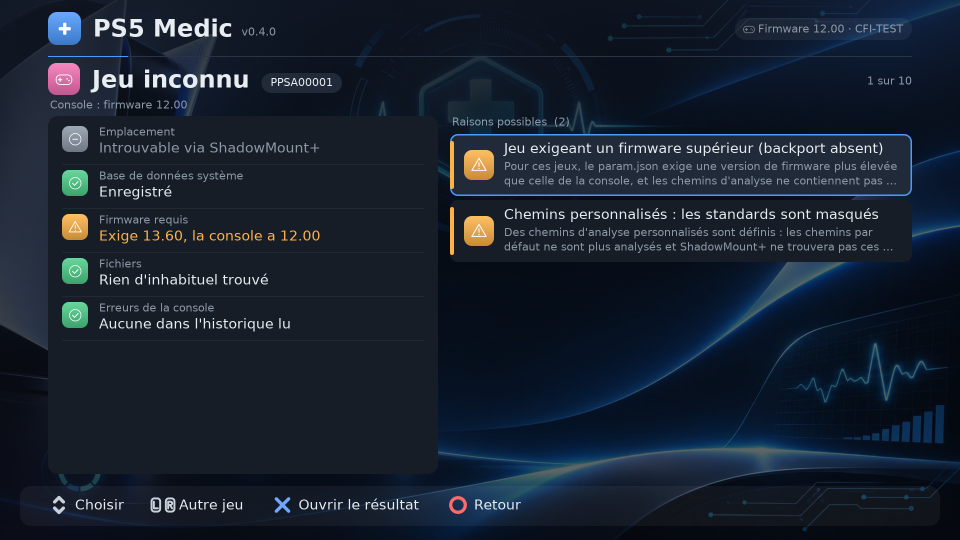 PS5 Medic v0.4.0
Firmware 12.00 · CFI-TEST
Jeu inconnu PPSA00001
1 sur 10
Console : firmware 12.00
Emplacement
Introuvable via ShadowMount+
Base de données système
Enregistré
Firmware requis
Exige 13.60, la console a 12.00
Fichiers
Rien d'inhabituel trouvé
Erreurs de la console
Aucune dans l'historique lu
Raisons possibles (2)
Jeu exigeant un firmware supérieur (backport absent)
Pour ces jeux, le param.json exige une version de firmware plus élevée
que celle de la console, et les chemins d'analyse ne contiennent pas ...
Chemins personnalisés : les standards sont masqués
Des chemins d'analyse personnalisés sont définis : les chemins par
défaut ne sont plus analysés et ShadowMount+ ne trouvera pas ces ...
Choisir
L R Autre jeu
Ouvrir le résultat
Retour